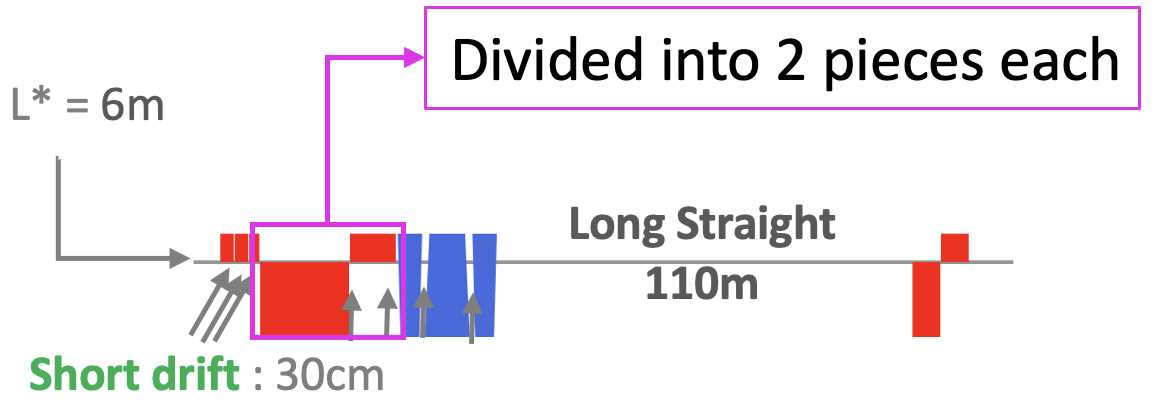 Divided into 2 pieces each
L* = 6m
Long Straight
110m
Short drift : 30cm